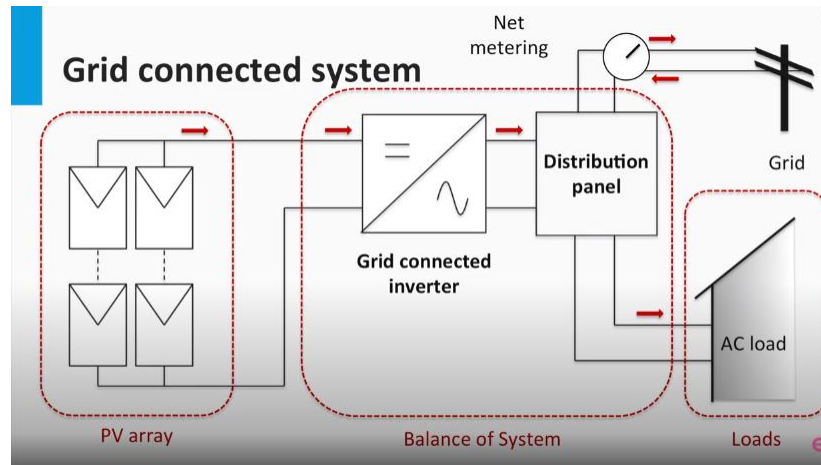 Net
metering
Grid connected system
Distribution
panel
Grid
Grid connected
inverter
AC load
PV array
Balance of System
Loads
e